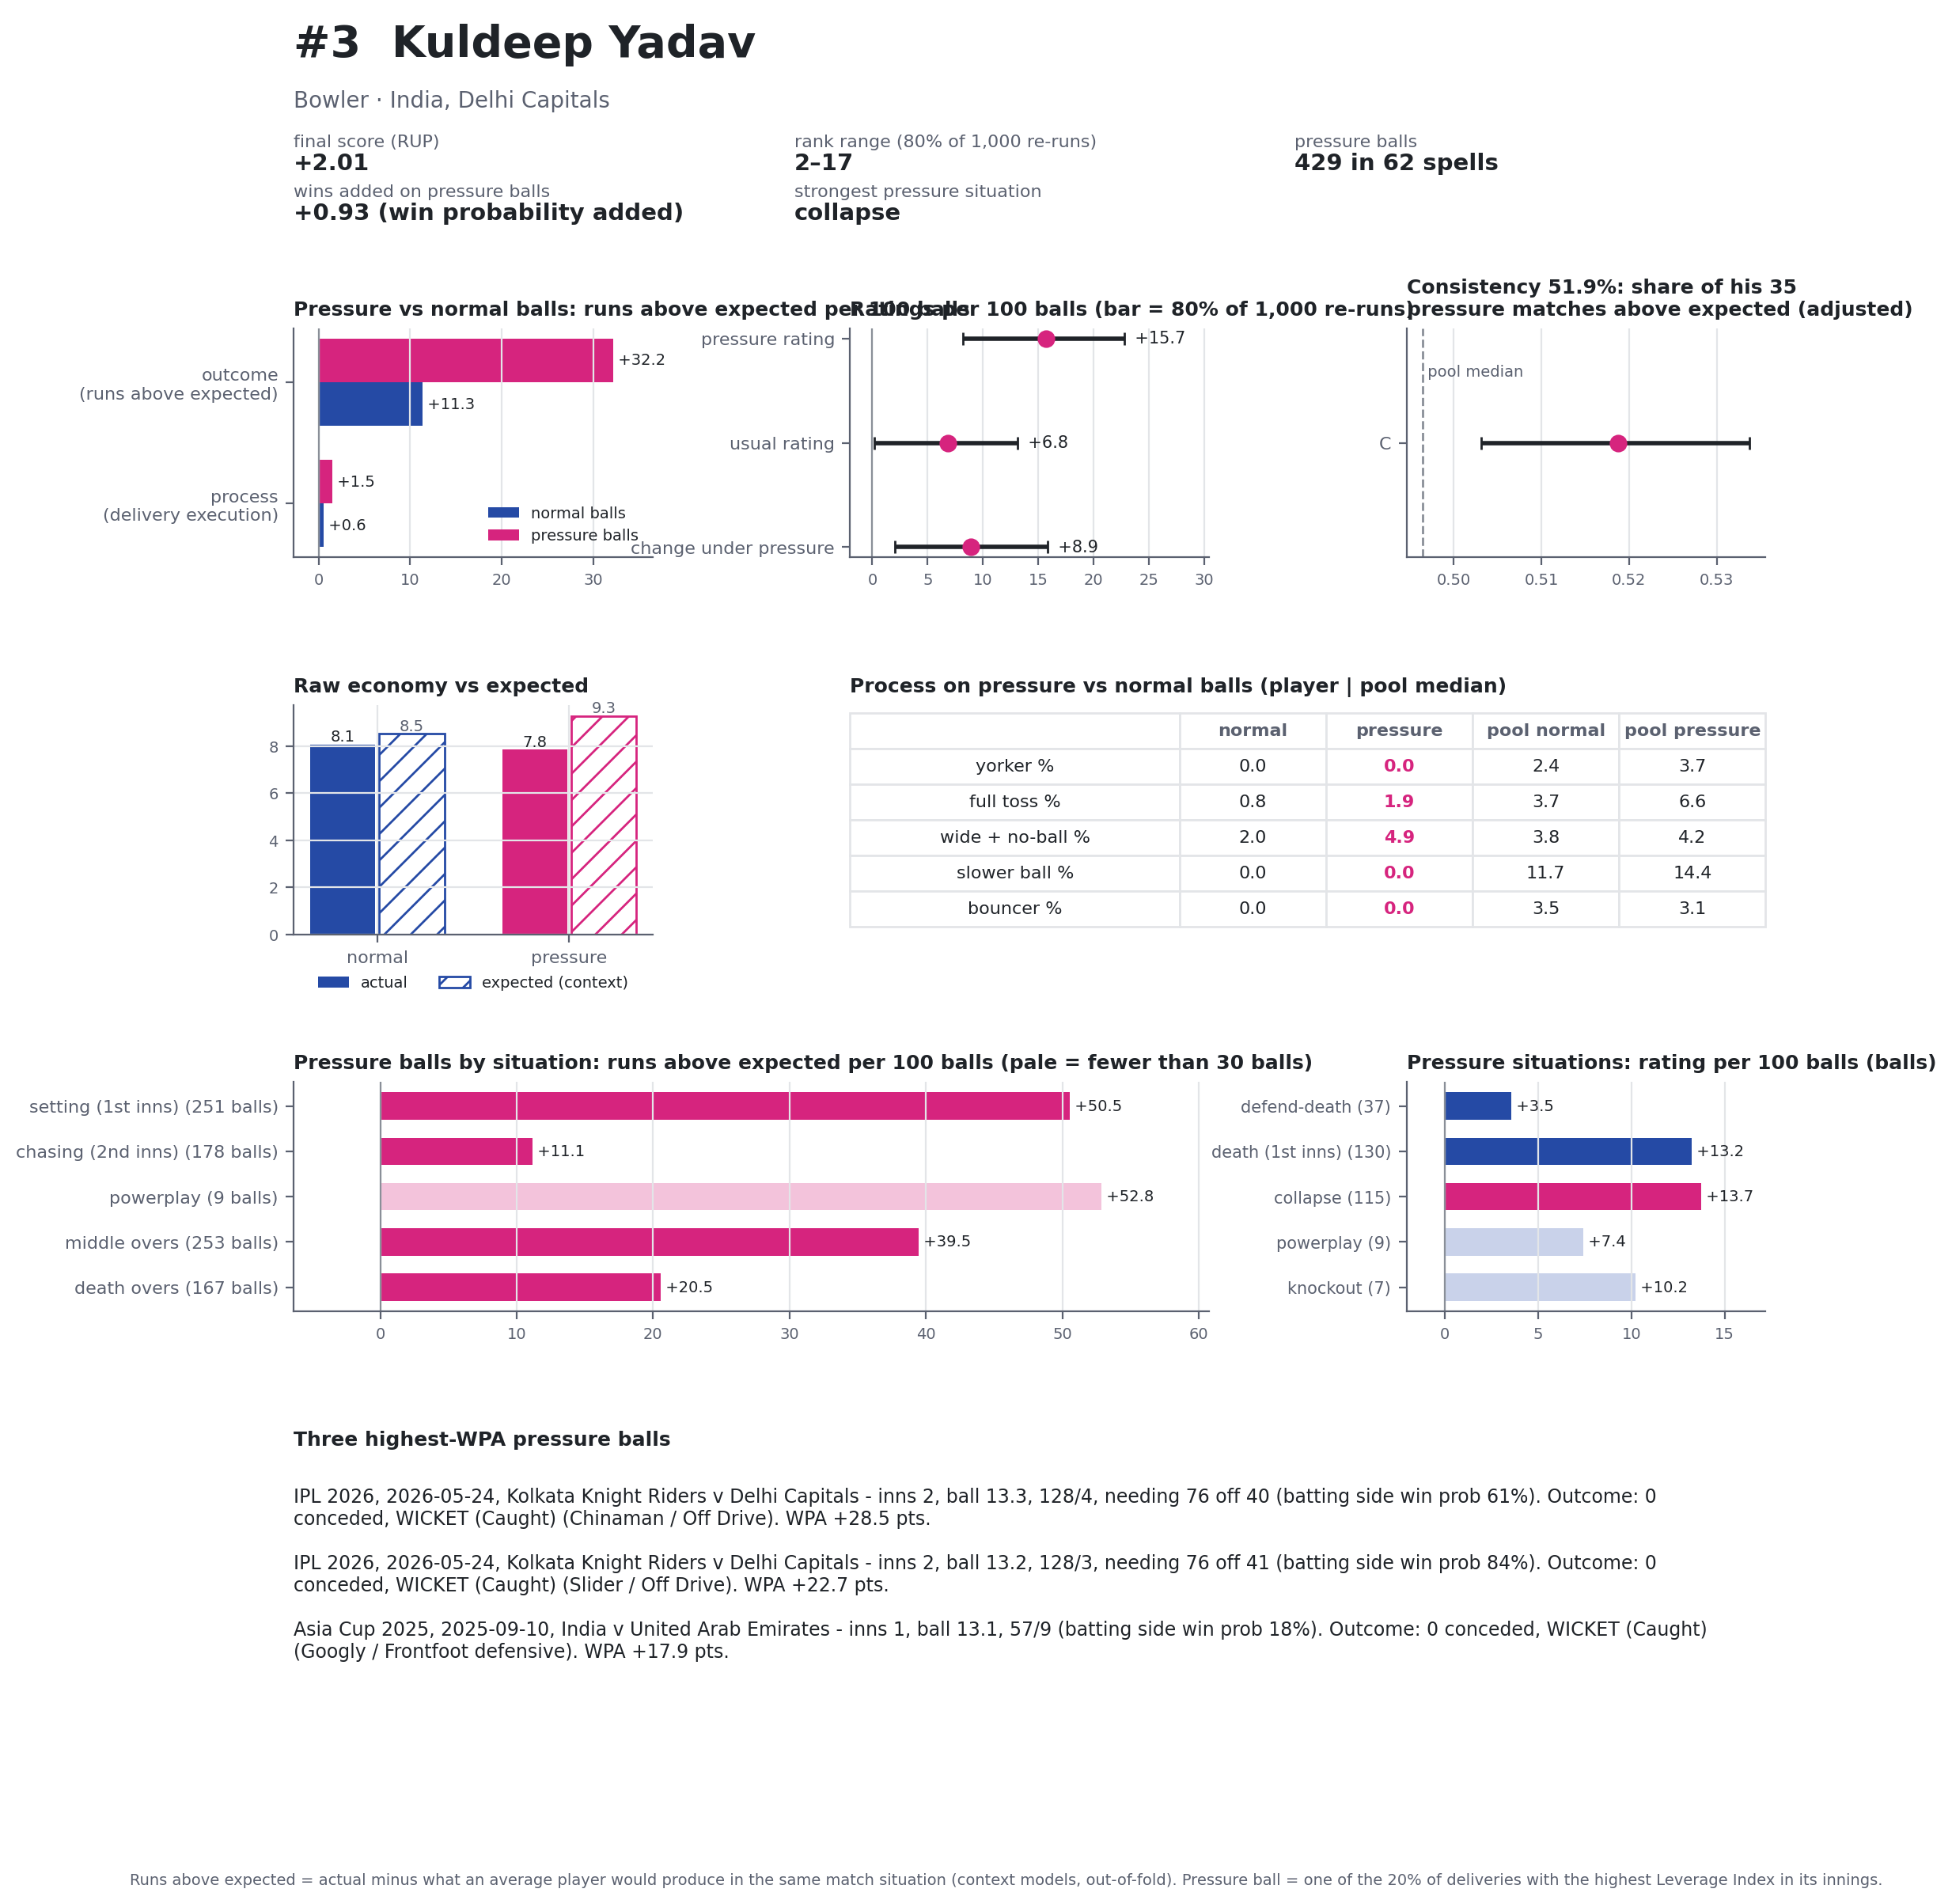 #3 Kuldeep Yadav
Bowler · India, Delhi Capitals
final score (RUP)
+2.01
rank range (80% of 1,000 re-runs)
2–17
pressure balls
429 in 62 spells
wins added on pressure balls
+0.93 (win probability added)
strongest pressure situation
collapse
Pressure vs normal balls: runs above expected per 100 balls
outcome
(runs above expected)
process
(delivery execution)
+32.2
+11.3
+1.5
+0.6
normal balls
pressure balls
0 10 20 30
Ratings per 100 balls (bar = 80% of 1,000 re-runs)
pressure rating
+15.7
usual rating
+6.8
change under pressure
+8.9
0 5 10 15 20 25 30
Consistency 51.9%: share of his 35
pressure matches above expected (adjusted)
pool median
C
0.50 0.51 0.52 0.53
Raw economy vs expected
8.1
8.5
7.8
9.3
8
6
4
2
0
normal pressure
actual expected (context)
Process on pressure vs normal balls (player | pool median)
normal pressure pool normal pool pressure
yorker % 0.0 0.0 2.4 3.7
full toss % 0.8 1.9 3.7 6.6
wide + no-ball % 2.0 4.9 3.8 4.2
slower ball % 0.0 0.0 11.7 14.4
bouncer % 0.0 0.0 3.5 3.1
Pressure balls by situation: runs above expected per 100 balls (pale = fewer than 30 balls)
setting (1st inns) (251 balls) +50.5
chasing (2nd inns) (178 balls) +11.1
powerplay (9 balls) +52.8
middle overs (253 balls) +39.5
death overs (167 balls) +20.5
0 10 20 30 40 50 60
Pressure situations: rating per 100 balls (balls)
defend-death (37) +3.5
death (1st inns) (130) +13.2
collapse (115) +13.7
powerplay (9) +7.4
knockout (7) +10.2
0 5 10 15
Three highest-WPA pressure balls
IPL 2026, 2026-05-24, Kolkata Knight Riders v Delhi Capitals - inns 2, ball 13.3, 128/4, needing 76 off 40 (batting side win prob 61%). Outcome: 0
conceded, WICKET (Caught) (Chinaman / Off Drive). WPA +28.5 pts.
IPL 2026, 2026-05-24, Kolkata Knight Riders v Delhi Capitals - inns 2, ball 13.2, 128/3, needing 76 off 41 (batting side win prob 84%). Outcome: 0
conceded, WICKET (Caught) (Slider / Off Drive). WPA +22.7 pts.
Asia Cup 2025, 2025-09-10, India v United Arab Emirates - inns 1, ball 13.1, 57/9 (batting side win prob 18%). Outcome: 0 conceded, WICKET (Caught)
(Googly / Frontfoot defensive). WPA +17.9 pts.
Runs above expected = actual minus what an average player would produce in the same match situation (context models, out-of-fold). Pressure ball = one of the 20% of deliveries with the highest Leverage Index in its innings.